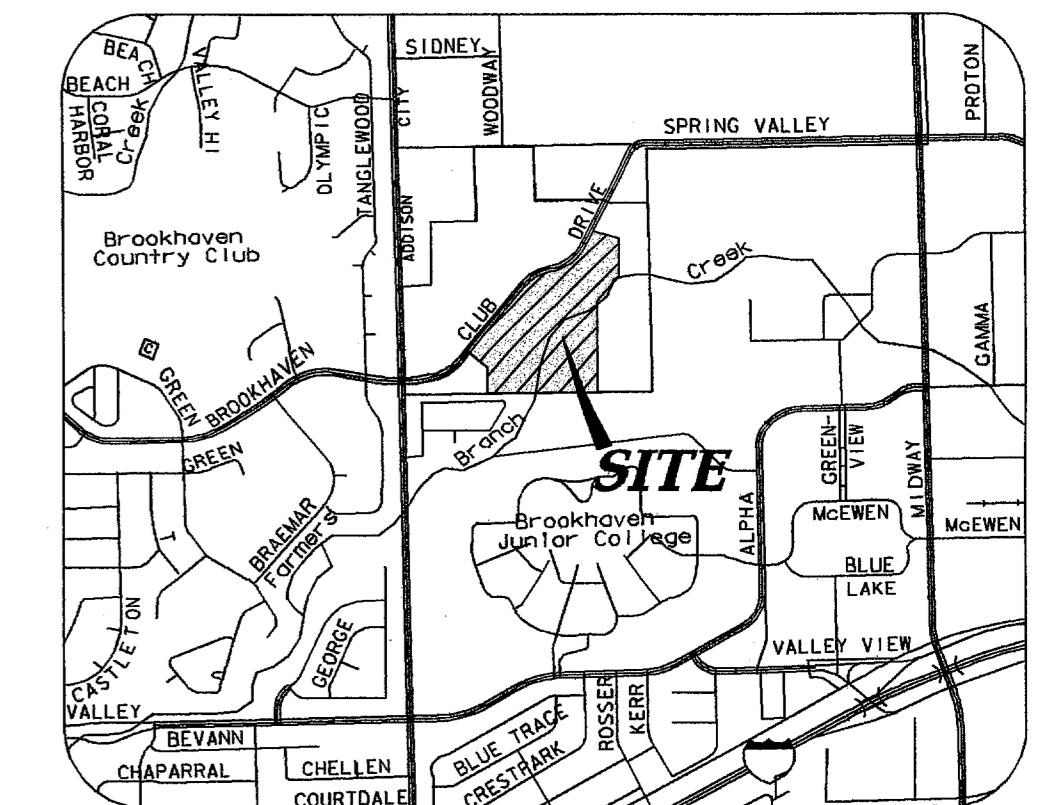 BEACH
BEACH
HARBOR
CORAL
Creek
VALLEY HI
OLYMPIC
TANGLEWOOD
CITY
SIDNEY
WOODWAY
SPRING VALLEY
PROTON
Brookhaven
Country Club
ADDISON
DRIVE
CLUB
Creek
GAMMA
C
GREEN
BROOKHAVEN
GREEN
Branch
SITE
GREEN-
VIEW
MIDWAY
ALPHA
McEWEN
McEWEN
BRAEMAR
Farmers
Brookhaven
Junior College
BLUE
LAKE
CASTLETON
GEORGE
VALLEY VIEW
VALLEY
BEVANN
CHAPARRAL
CHELLEN
COURTDALE
BLUE TRACE
CRESTPARK
ROSSER
KERR